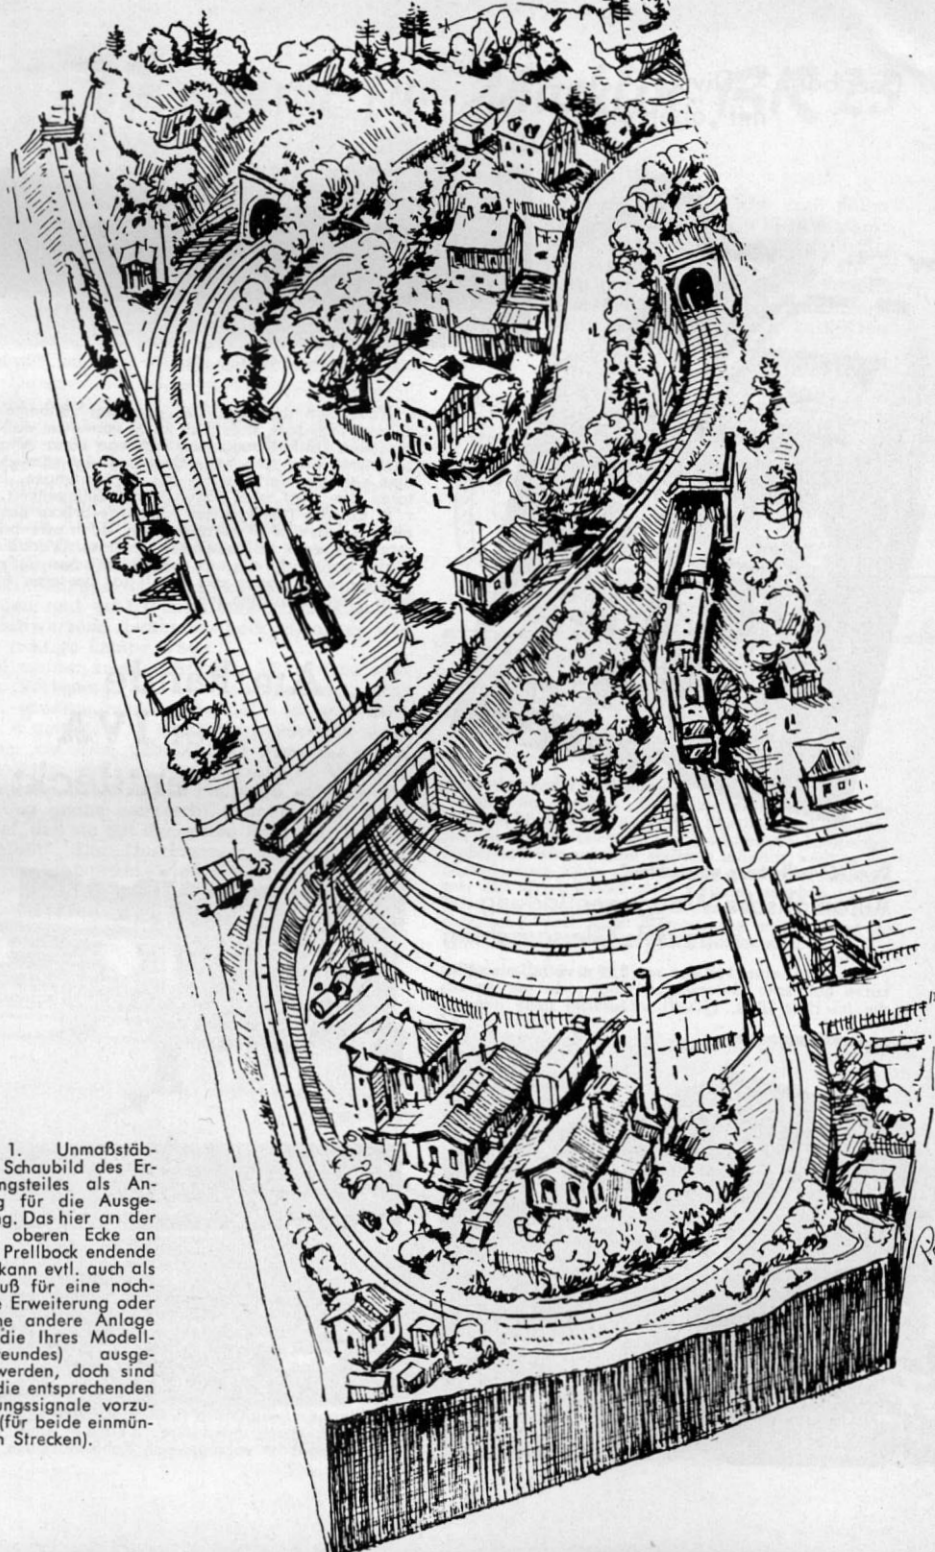 1. Unmaßstäb-
Schaubild des Er-
ngsteiles als An-
g für die Ausge-
g. Das hier an der
oberen Ecke an
Prellbock endende
kann evtl. auch als
uß für eine noch-
e Erweiterung oder
ne andere Anlage
die Ihres Modell-
eundes) ausge-
werden, doch sind
die entsprechenden
ngssignale vorzu-
(für beide einmün-
n Strecken).